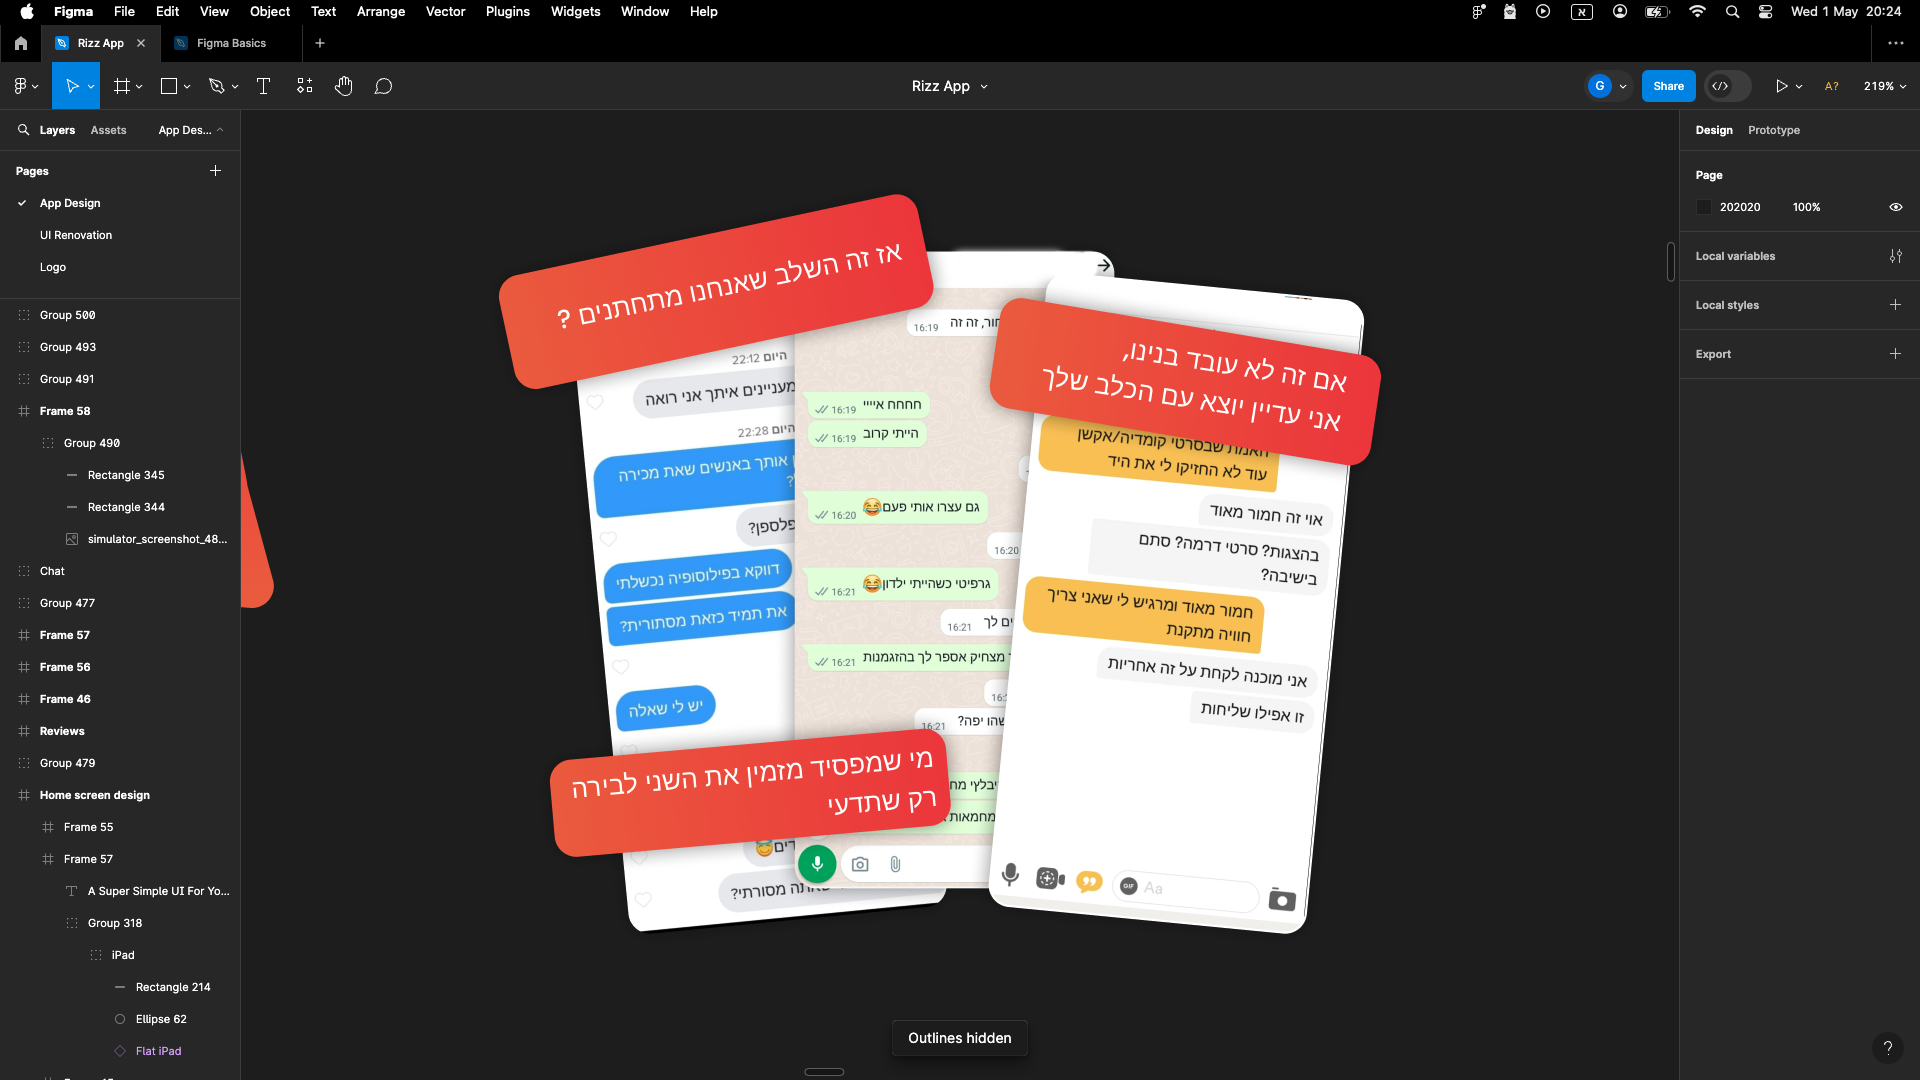 Figma File Edit View Object Text Arrange Vector Plugins Widgets Window Help
א
Wed 1 May 20:24
Rizz App
Figma Basics
Rizz App
G
Share
A?
219%
Layers Assets App Des...
Pages
App Design
UI Renovation
Logo
Group 500
Group 493
Group 491
Frame 58
Group 490
Rectangle 345
Rectangle 344
simulator_screenshot_48...
Chat
Group 477
Frame 57
Frame 56
Frame 46
Reviews
Group 479
Home screen design
Frame 55
Frame 57
A Super Simple UI For Yo...
Group 318
iPad
Rectangle 214
Ellipse 62
Flat iPad
אז זה השלב שאנחנו מתחתנים ?
היום 22:12
מעניינים איתך אני רואה
היום 22:28
אותך באנשים שאת מכירה
פלספן?
דווקא בפילוסופיה נכשלתי
את תמיד כזאת מסתורית?
יש לי שאלה
מי שמפסיד מזמין את השני לבירה
רק שתדעי
מסורתי?
זה זה
16:19
חחחח אייייי
16:19
הייתי קרוב
16:19
גם עצרו אותי פעם😂
16:20
16:20
גרפיטי כשהייתי ילדון😂
16:21
לך
16:21
מצחיק אספר לך בהזגמנות
16:21
יפה?
16:21
מחמאות
אם זה לא עובד בנינו,
אני עדיין יוצא עם הכלב שלך
האמת שבסרטי קומדיה/אקשן
עוד לא החזיקו לי את היד
אוי זה חמור מאוד
בהצגות? סרטי דרמה? סתם
בישיבה?
חמור מאוד ומרגיש לי שאני צריך
חוויה מתקנת
אני מוכנה לקחת על זה אחריות
זו אפילו שליחות
GIF Aa
Outlines hidden
Design Prototype
Page
202020 100%
Local variables
Local styles
Export
?